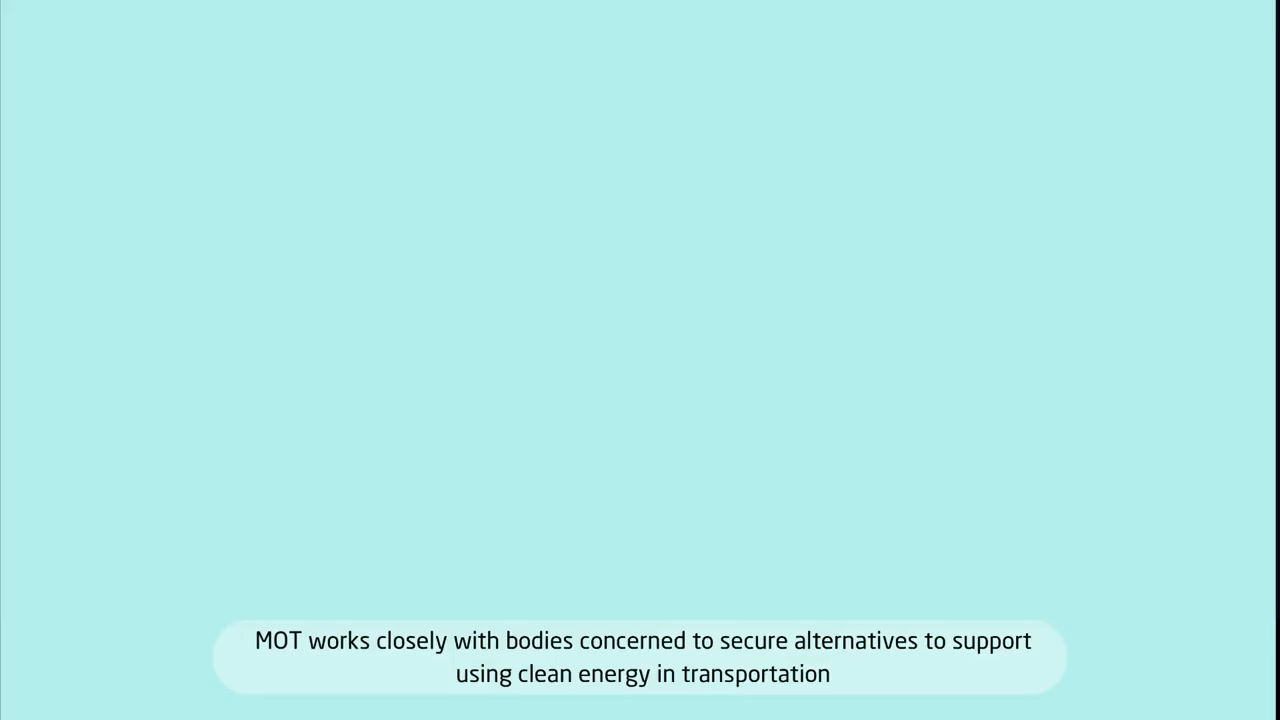 MOT works closely with bodies concerned to secure alternatives to support
using clean energy in transportation